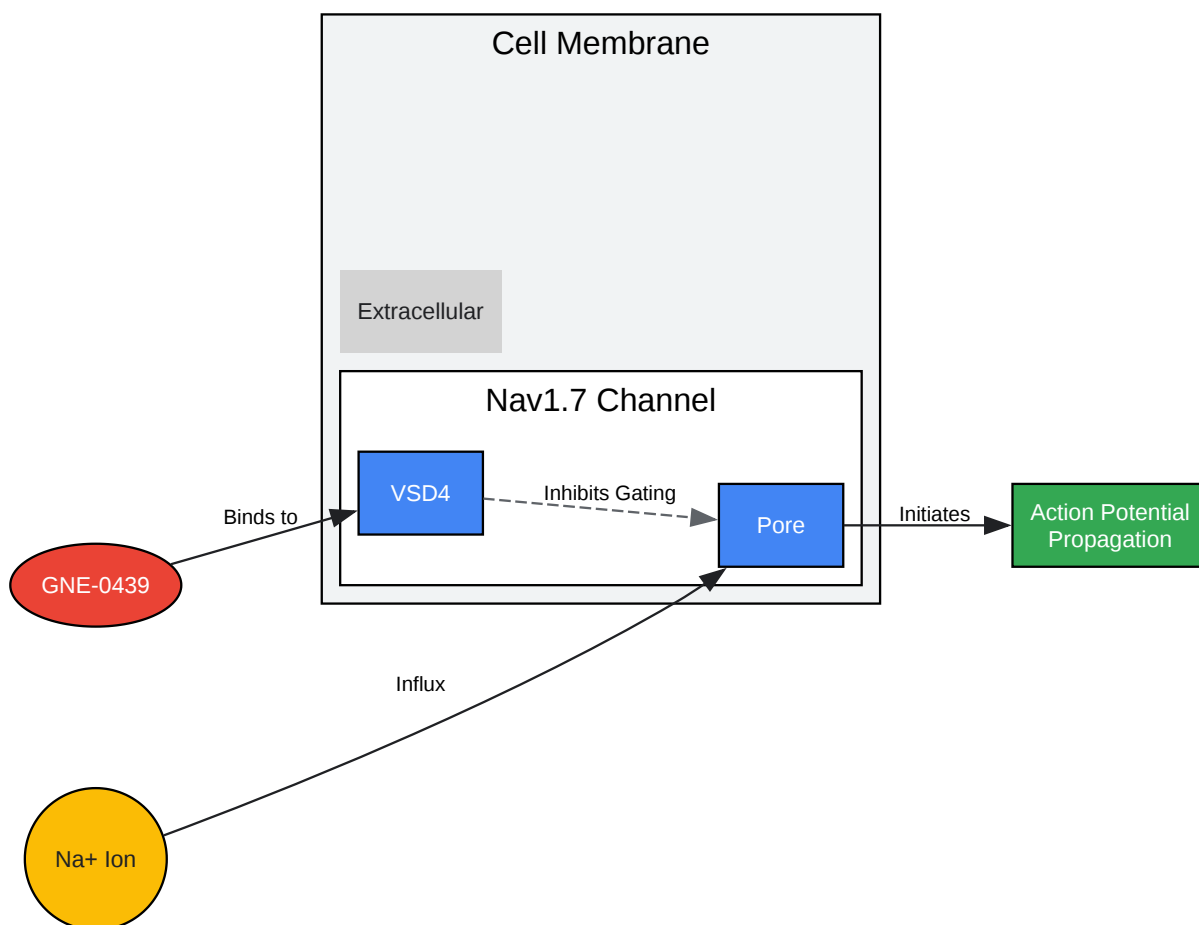 Cell Membrane
Extracellular
Nav1.7 Channel
VSD4
Inhibits Gating
Pore
Initiates
Action Potential
Propagation
Binds to
GNE-0439
Influx
Na+ Ion